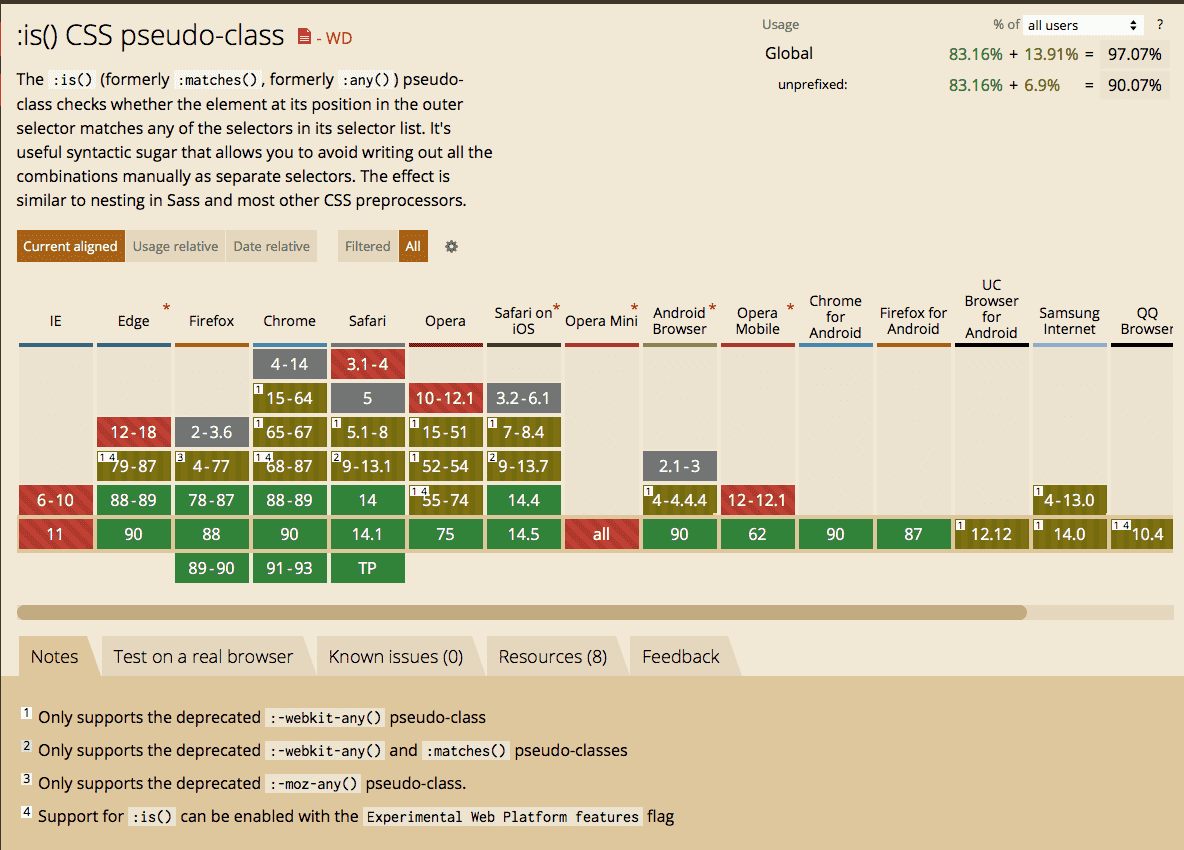 :is() CSS pseudo-class - WD
Usage % of all users ?
Global 83.16% + 13.91% = 97.07%
unprefixed: 83.16% + 6.9% = 90.07%
The :is() (formerly :matches(), formerly :any()) pseudo-
class checks whether the element at its position in the outer
selector matches any of the selectors in its selector list. It's
useful syntactic sugar that allows you to avoid writing out all the
combinations manually as separate selectors. The effect is
similar to nesting in Sass and most other CSS preprocessors.
Current aligned Usage relative Date relative Filtered All
IE
Edge *
Firefox
Chrome
Safari
Opera
Safari on *
iOS
Opera Mini *
Android *
Browser
Opera *
Mobile
Chrome
for
Android
Firefox for
Android
UC
Browser
for
Android
Samsung
Internet
QQ
Browser
4-14 3.1-4
1 15-64 5 10-12.1 3.2-6.1
12-18 2-3.6 1 65-67 1 5.1-8 1 15-51 1 7-8.4
1 4 79-87 3 4-77 1 4 68-87 2 9-13.1 1 52-54 2 9-13.7 2.1-3
6-10 88-89 78-87 88-89 14 1 4 55-74 14.4 1 4-4.4.4 12-12.1 1 4-13.0
11 90 88 90 14.1 75 14.5 all 90 62 90 87 1 12.12 1 14.0 1 4 10.4
89-90 91-93 TP
Notes Test on a real browser Known issues (0) Resources (8) Feedback
1 Only supports the deprecated :-webkit-any() pseudo-class
2 Only supports the deprecated :-webkit-any() and :matches() pseudo-classes
3 Only supports the deprecated :-moz-any() pseudo-class.
4 Support for :is() can be enabled with the Experimental Web Platform features flag